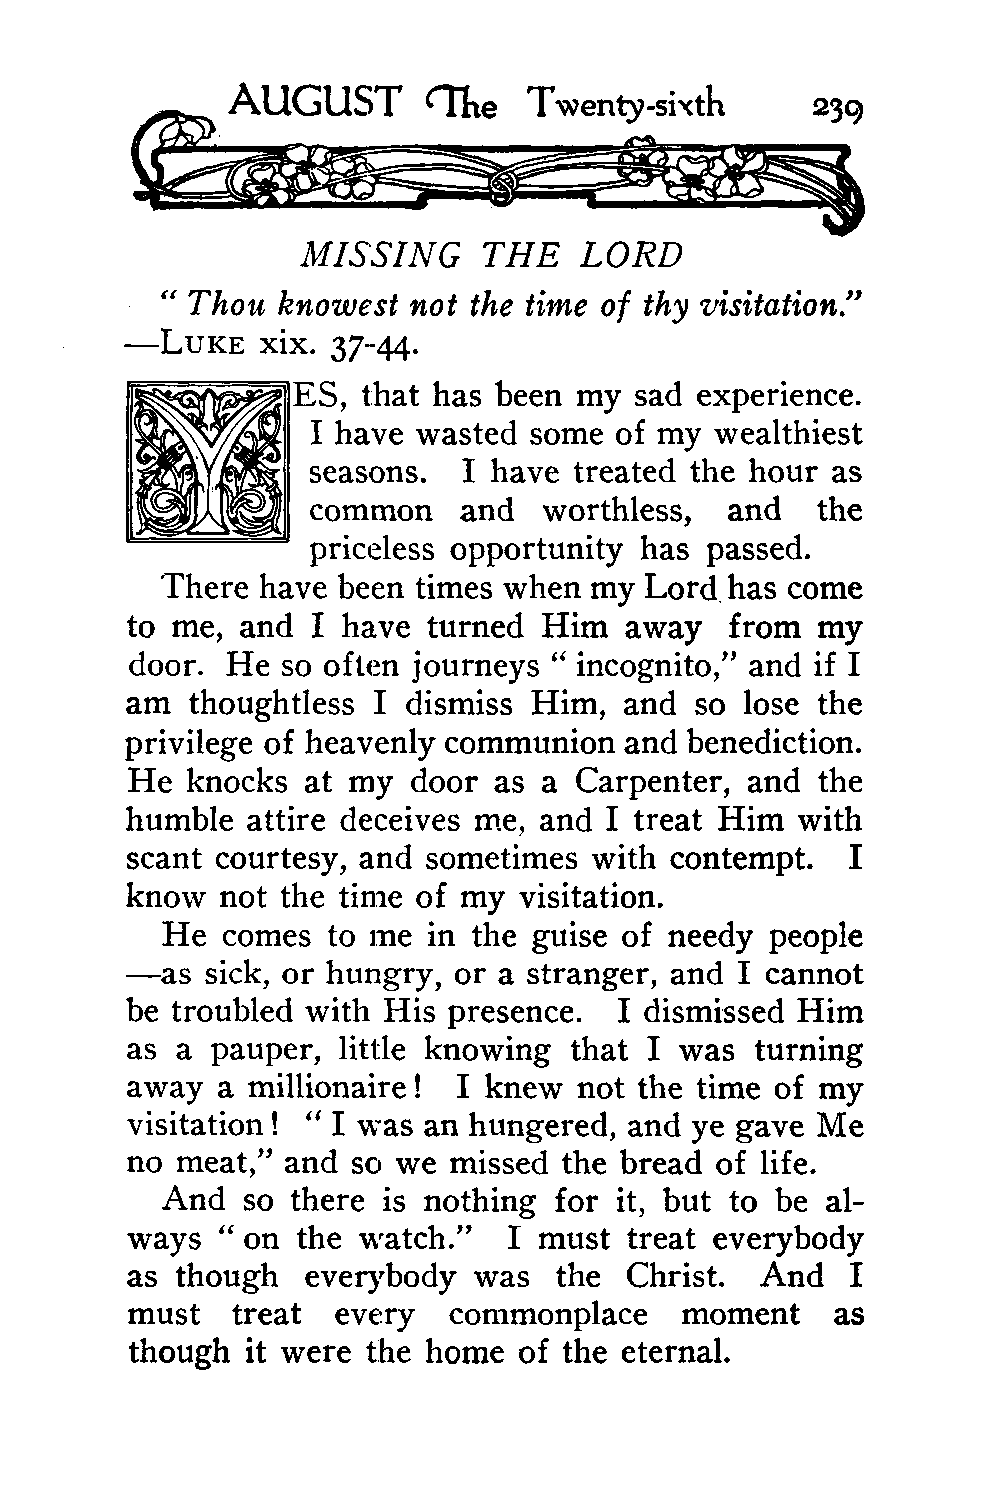 AUGUST The Twenty-sixth 239
MISSING THE LORD
“ Thou knowest not the time of thy visitation.”
—LUKE xix. 37-44.
YES, that has been my sad experience.
I have wasted some of my wealthiest
seasons. I have treated the hour as
common and worthless, and the
priceless opportunity has passed.
There have been times when my Lord has come
to me, and I have turned Him away from my
door. He so often journeys “ incognito,” and if I
am thoughtless I dismiss Him, and so lose the
privilege of heavenly communion and benediction.
He knocks at my door as a Carpenter, and the
humble attire deceives me, and I treat Him with
scant courtesy, and sometimes with contempt. I
know not the time of my visitation.
He comes to me in the guise of needy people
—as sick, or hungry, or a stranger, and I cannot
be troubled with His presence. I dismissed Him
as a pauper, little knowing that I was turning
away a millionaire! I knew not the time of my
visitation! “ I was an hungered, and ye gave Me
no meat,” and so we missed the bread of life.
And so there is nothing for it, but to be al-
ways “ on the watch.” I must treat everybody
as though everybody was the Christ. And I
must treat every commonplace moment as
though it were the home of the eternal.